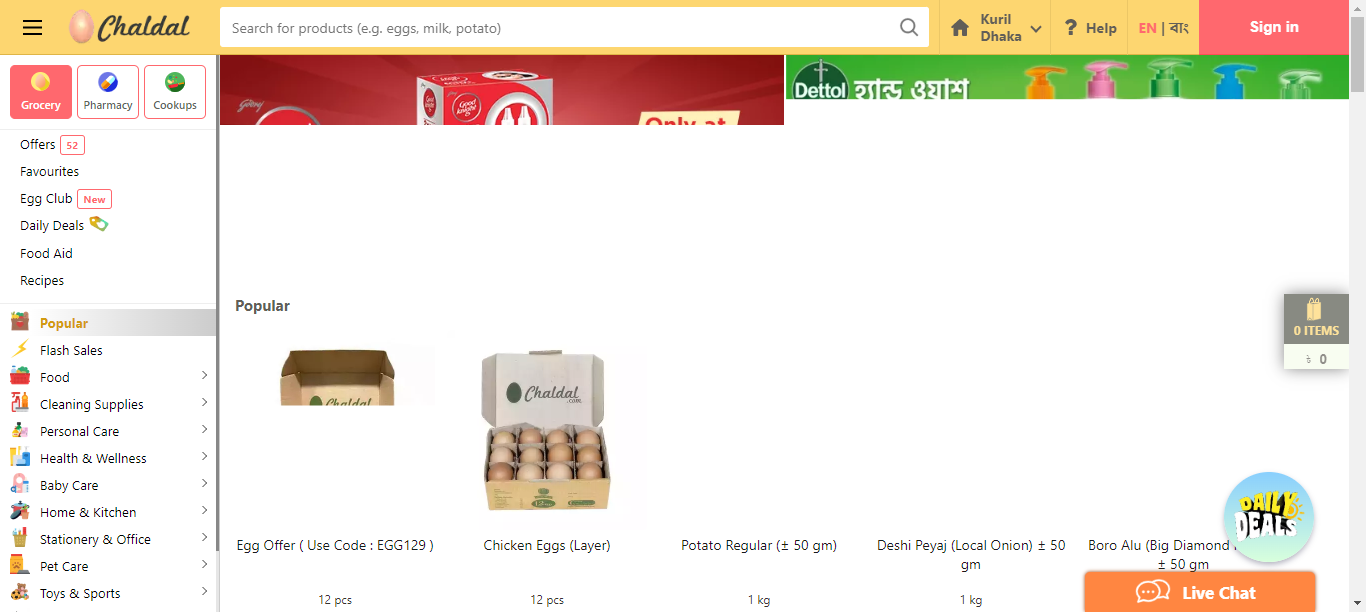 Chaldal
Search for products (e.g. eggs, milk, potato)
Kuril
Dhaka
? Help
EN | বাং
Sign in
Grocery
Pharmacy
Cookups
Offers 52
Favourites
Egg Club New
Daily Deals
Food Aid
Recipes
Popular
Flash Sales
Food
Cleaning Supplies
Personal Care
Health & Wellness
Baby Care
Home & Kitchen
Stationery & Office
Pet Care
Toys & Sports
Godrej
Good knight
Only at
Dettol হ্যান্ড ওয়াশ
Popular
Chaldal
Chaldal
.com
Egg Offer ( Use Code : EGG129 )
12 pcs
Chicken Eggs (Layer)
12 pcs
Potato Regular (± 50 gm)
1 kg
Deshi Peyaj (Local Onion) ± 50
gm
1 kg
Boro Alu (Big Diamond
± 50 gm
0 ITEMS
৳ 0
DAILY
DEALS
Live Chat